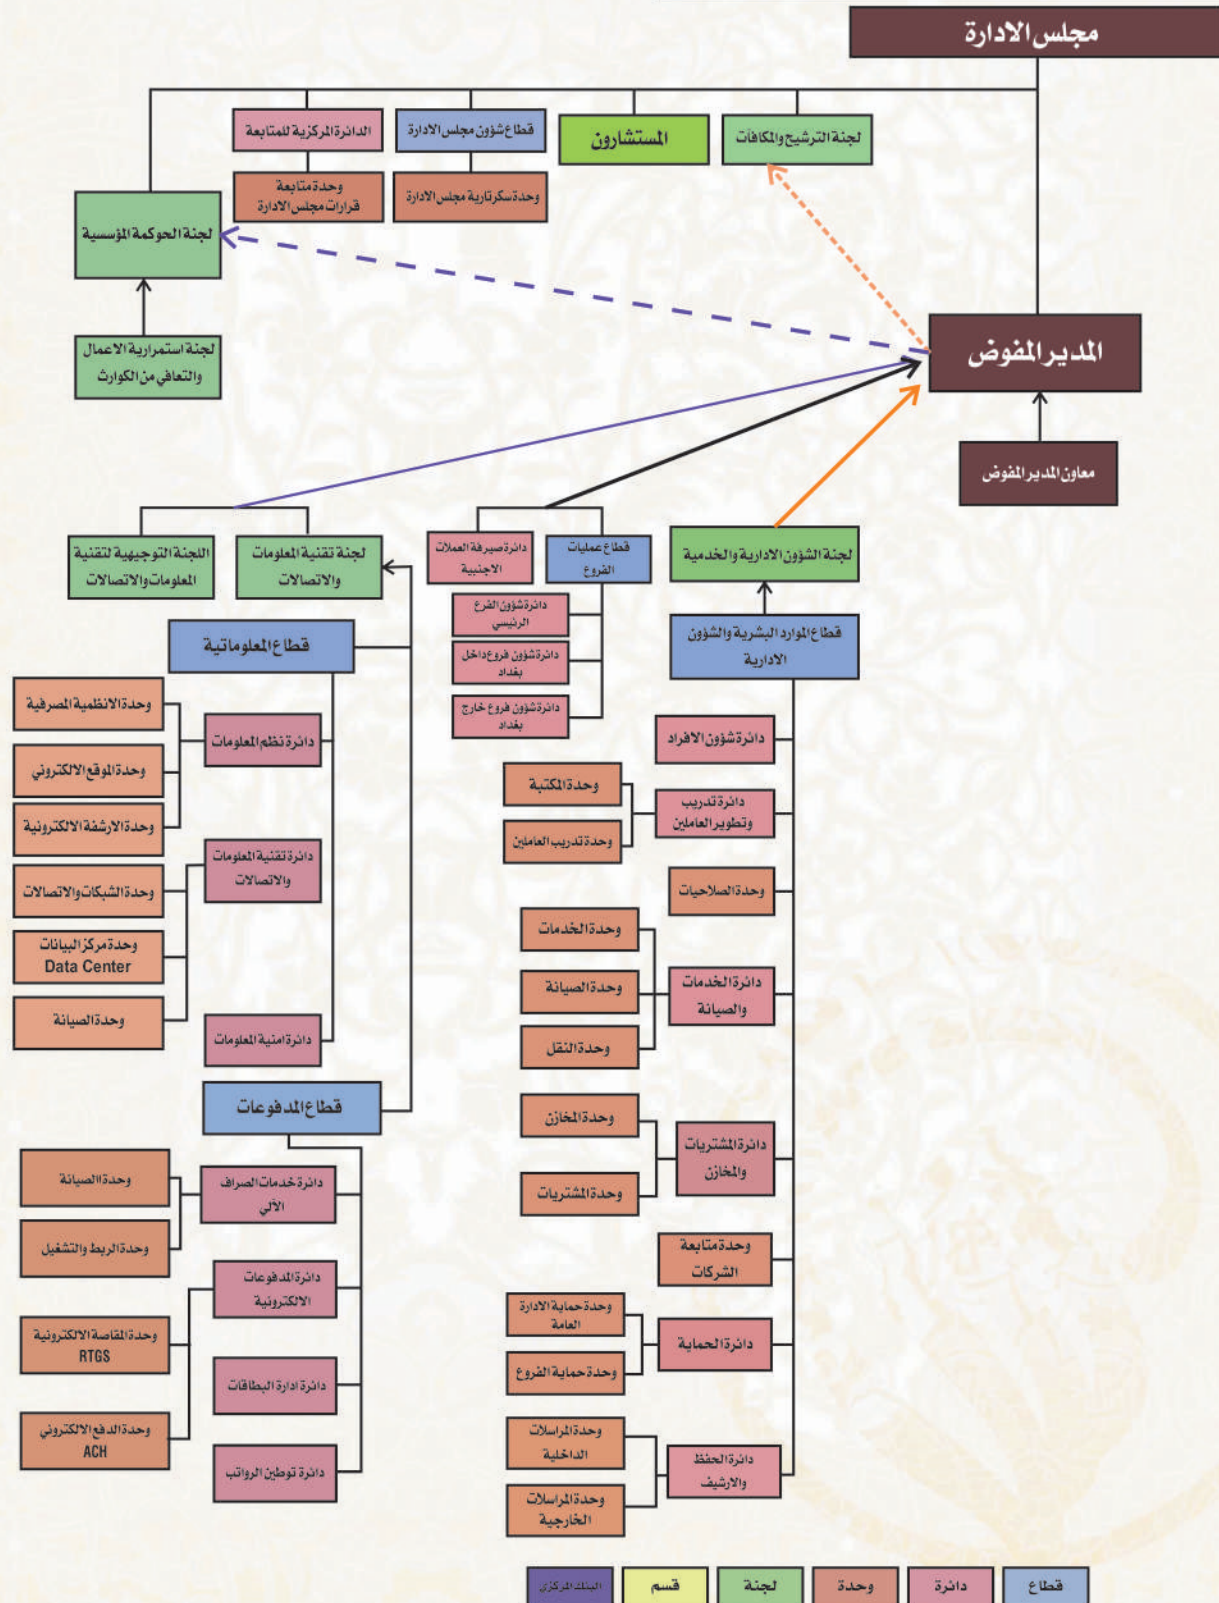 مجلس الادارة
لجنة الترشيح والمكافآت
المستشارون
قطاع شؤون مجلس الادارة
الدائرة المركزية للمتابعة
وحدة سكرتارية مجلس الادارة
وحدة متابعة
قرارات مجلس الادارة
لجنة الحوكمة المؤسسية
لجنة استمرارية الاعمال
والتعافي من الكوارث
المدير المفوض
معاون المدير المفوض
لجنة الشؤون الادارية والخدمية
قطاع الموارد البشرية والشؤون
الادارية
دائرة شؤون الافراد
دائرة تدريب
وتطوير العاملين
وحدة المكتبة
وحدة تدريب العاملين
وحدة الصلاحيات
دائرة الخدمات
والصيانة
وحدة الخدمات
وحدة الصيانة
وحدة النقل
دائرة المشتريات
والمخازن
وحدة المخازن
وحدة المشتريات
وحدة متابعة
الشركات
دائرة الحماية
وحدة حماية الادارة
العامة
وحدة حماية الفروع
دائرة الحفظ
والارشيف
وحدة المراسلات
الداخلية
وحدة المراسلات
الخارجية
قطاع عمليات
الفروع
دائرة صيرفة العملات
الاجنبية
دائرة شؤون الفرع
الرئيسي
دائرة شؤون فروع داخل
بغداد
دائرة شؤون فروع خارج
بغداد
لجنة تقنية المعلومات
والاتصالات
اللجنة التوجيهية لتقنية
المعلومات والاتصالات
قطاع المعلوماتية
دائرة نظم المعلومات
وحدة الانظمية المصرفية
وحدة الموقع الالكتروني
وحدة الارشفة الالكترونية
دائرة تقنية المعلومات
والاتصالات
وحدة الشبكات والاتصالات
وحدة مركز البيانات
Data Center
وحدة الصيانة
دائرة امنية المعلومات
قطاع المدفوعات
دائرة خدمات الصراف
الآلي
وحدة الصيانة
وحدة الربط والتشغيل
دائرة المدفوعات
الالكترونية
وحدة المقاصة الالكترونية
RTGS
وحدة الدفع الالكتروني
ACH
دائرة ادارة البطاقات
دائرة توطين الرواتب
قطاع
دائرة
وحدة
لجنة
قسم
البنك المركزي